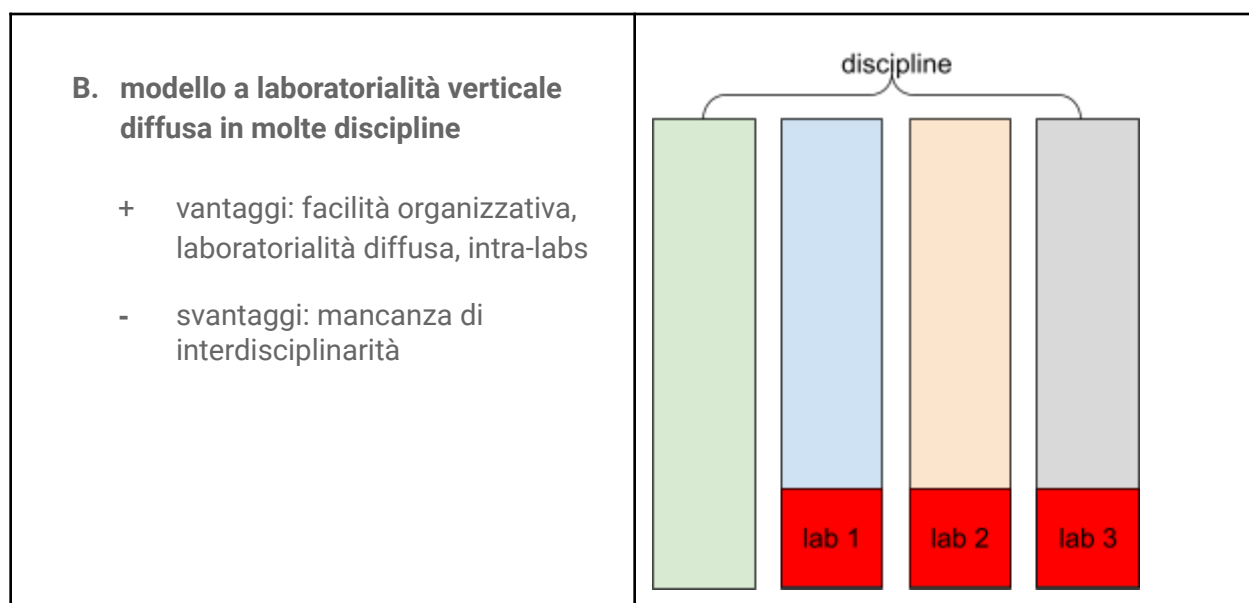 B. modello a laboratorialità verticale
diffusa in molte discipline
+ vantaggi: facilità organizzativa,
laboratorialità diffusa, intra-labs
- svantaggi: mancanza di
interdisciplinarità
discipline
lab 1
lab 2
lab 3